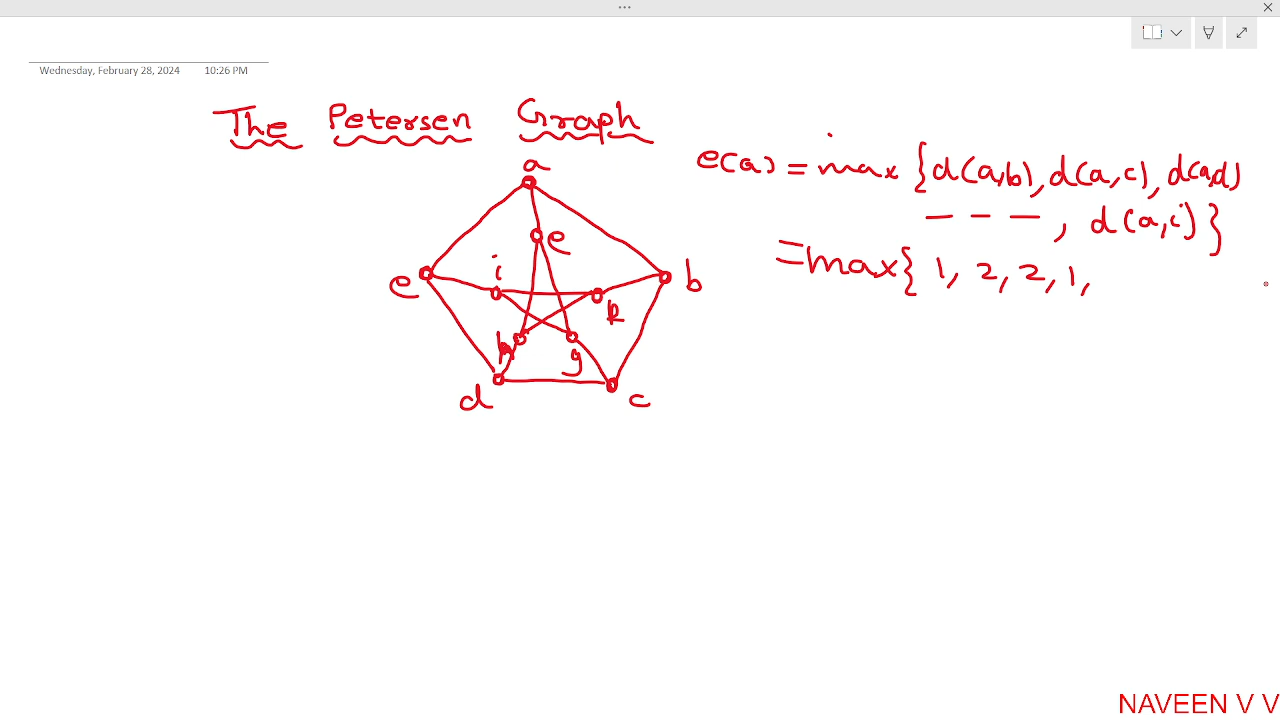 Wednesday, February 28, 2024 10:26 PM
The Petersen Graph
e(a) = max {d(a,b), d(a,c), d(a,d)
– – – , d(a,i)}
= max{ 1, 2, 2, 1,
a
e
i
e
b
k
h
g
d
c
NAVEEN V V